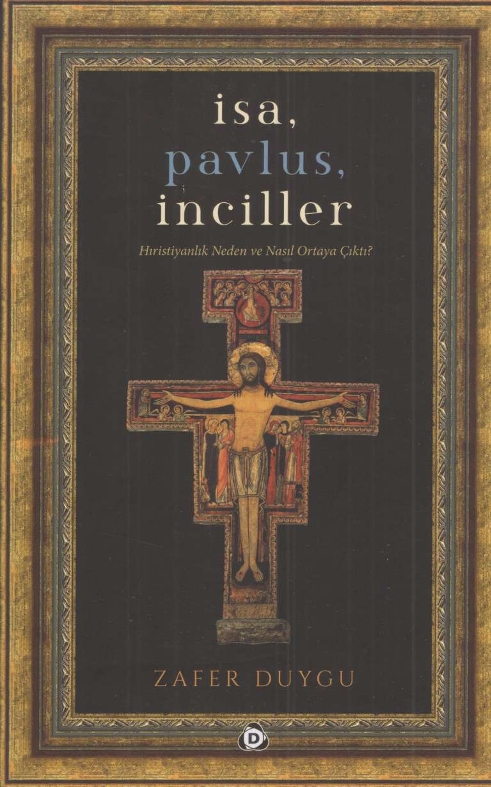 isa,
pavlus,
inciller
Hıristiyanlık Neden ve Nasıl Ortaya Çıktı?
ZAFER DUYGU
D